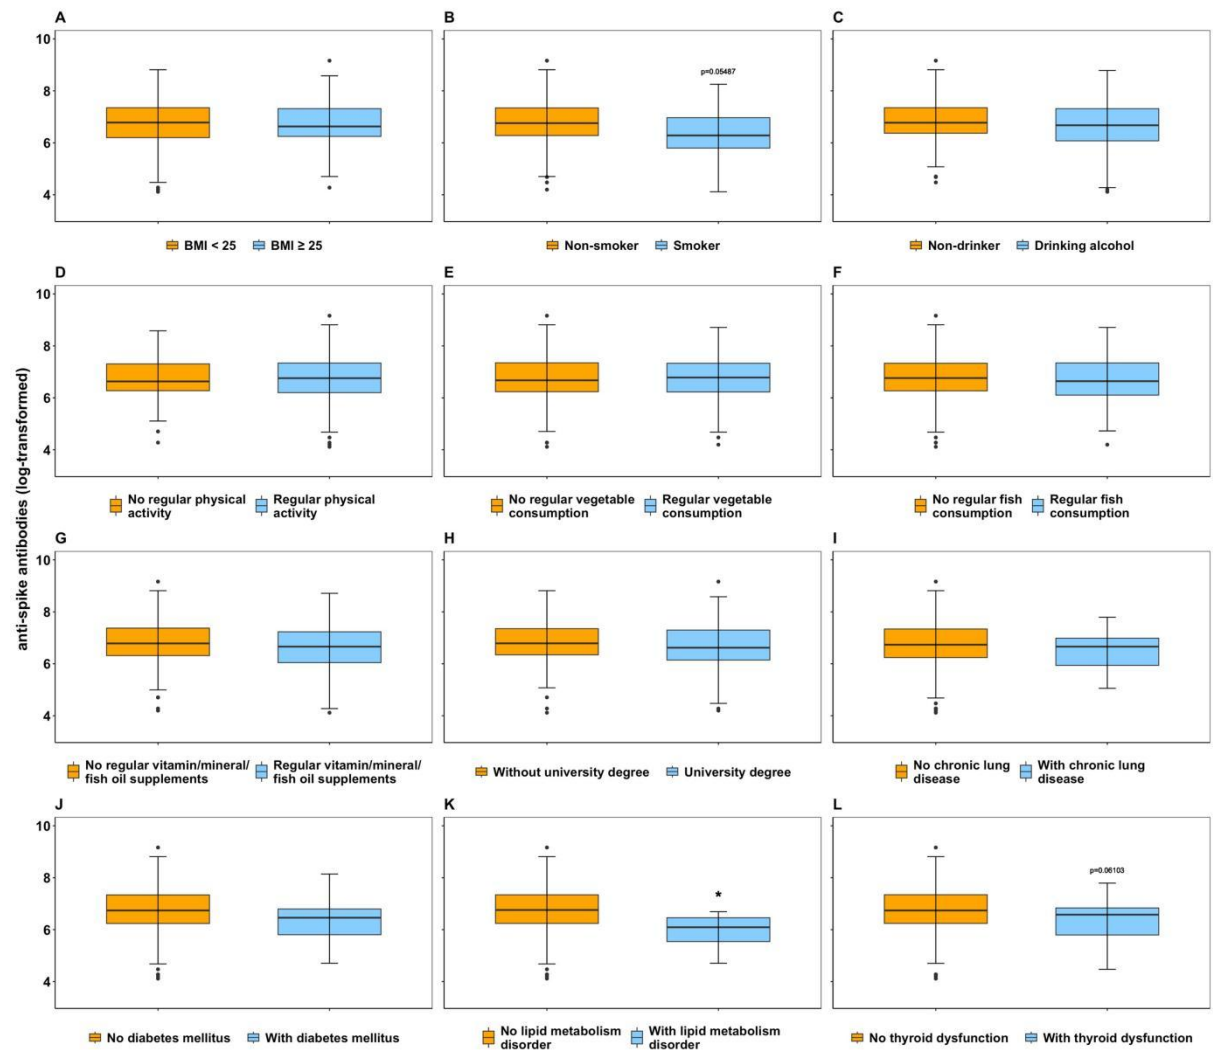 A
B
C
10
8
6
4
p=0.05487
BMI < 25
BMI ≥ 25
Non-smoker
Smoker
Non-drinker
Drinking alcohol
anti-spike antibodies (log-transformed)
D
E
F
10
8
6
4
No regular physical
activity
Regular physical
activity
No regular vegetable
consumption
Regular vegetable
consumption
No regular fish
consumption
Regular fish
consumption
G
H
I
10
8
6
4
No regular vitamin/mineral/
fish oil supplements
Regular vitamin/mineral/
fish oil supplements
Without university degree
University degree
No chronic lung
disease
With chronic lung
disease
J
K
L
10
8
6
4
*
p=0.06103
No diabetes mellitus
With diabetes mellitus
No lipid metabolism
disorder
With lipid metabolism
disorder
No thyroid dysfunction
With thyroid dysfunction